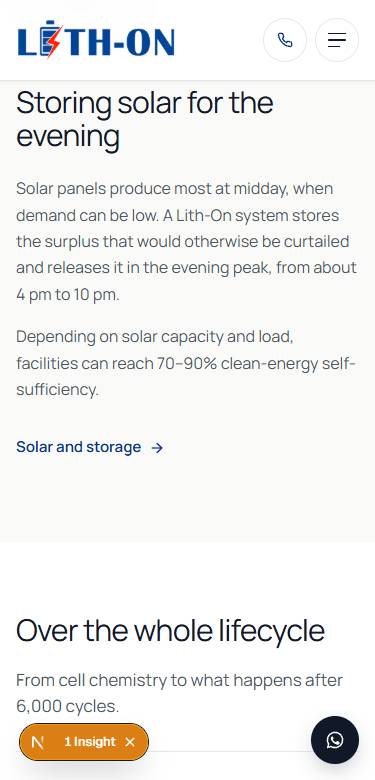 LITH-ON
Storing solar for the
evening
Solar panels produce most at midday, when
demand can be low. A Lith-On system stores
the surplus that would otherwise be curtailed
and releases it in the evening peak, from about
4 pm to 10 pm.
Depending on solar capacity and load,
facilities can reach 70–90% clean-energy self-
sufficiency.
Solar and storage →
Over the whole lifecycle
From cell chemistry to what happens after
6,000 cycles.
N 1 Insight ×